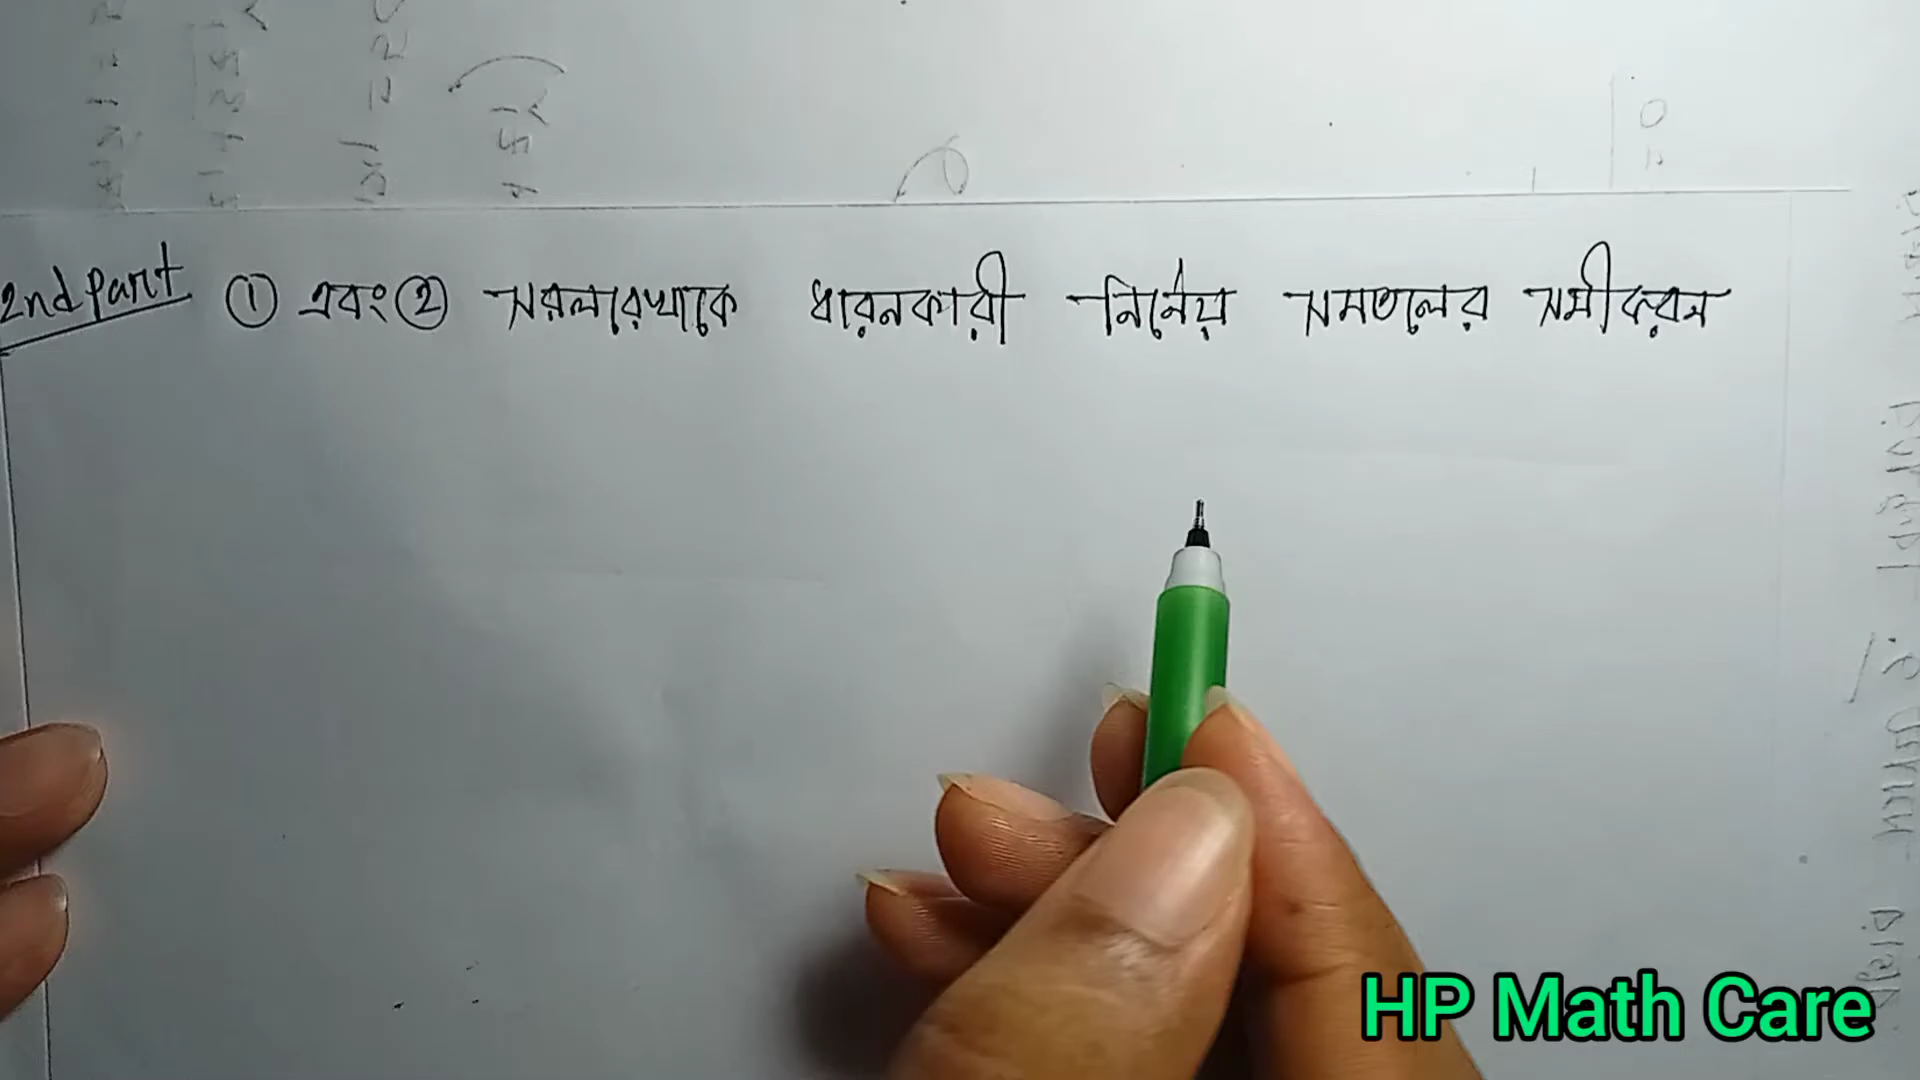 2nd part ① এবং ② সরলরেখাকে ধারনকারী নির্নেয় সমতলের সমীকরন
HP Math Care